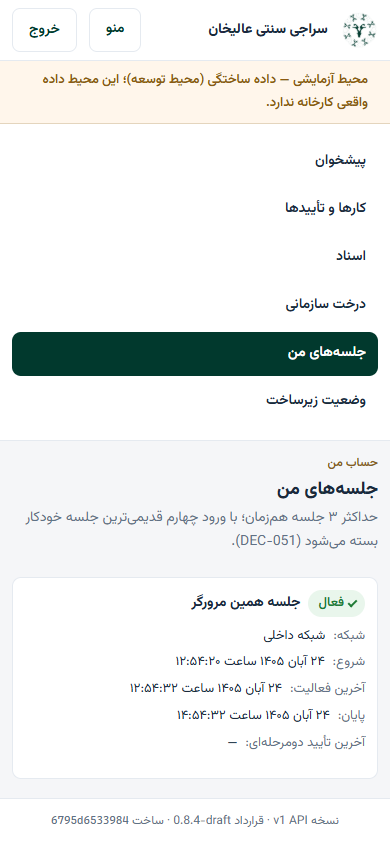 سراجی سنتی عالیخان
منو
خروج
محیط آزمایشی — داده ساختگی (محیط توسعه)؛ این محیط داده
واقعی کارخانه ندارد.
پیشخوان
کارها و تأییدها
اسناد
درخت سازمانی
جلسه‌های من
وضعیت زیرساخت
حساب من
جلسه‌های من
حداکثر ۳ جلسه هم‌زمان؛ با ورود چهارم قدیمی‌ترین جلسه خودکار
بسته می‌شود (DEC-051).
✓ فعال جلسه همین مرورگر
شبکه: شبکه داخلی
شروع: ۲۴ آبان ۱۴۰۵ ساعت ۱۲:۵۴:۲۰
آخرین فعالیت: ۲۴ آبان ۱۴۰۵ ساعت ۱۲:۵۴:۳۲
پایان: ۲۴ آبان ۱۴۰۵ ساعت ۱۴:۵۴:۳۲
آخرین تأیید دومرحله‌ای: —
نسخه v1 API · قرارداد 0.8.4-draft · ساخت 6795d6533984